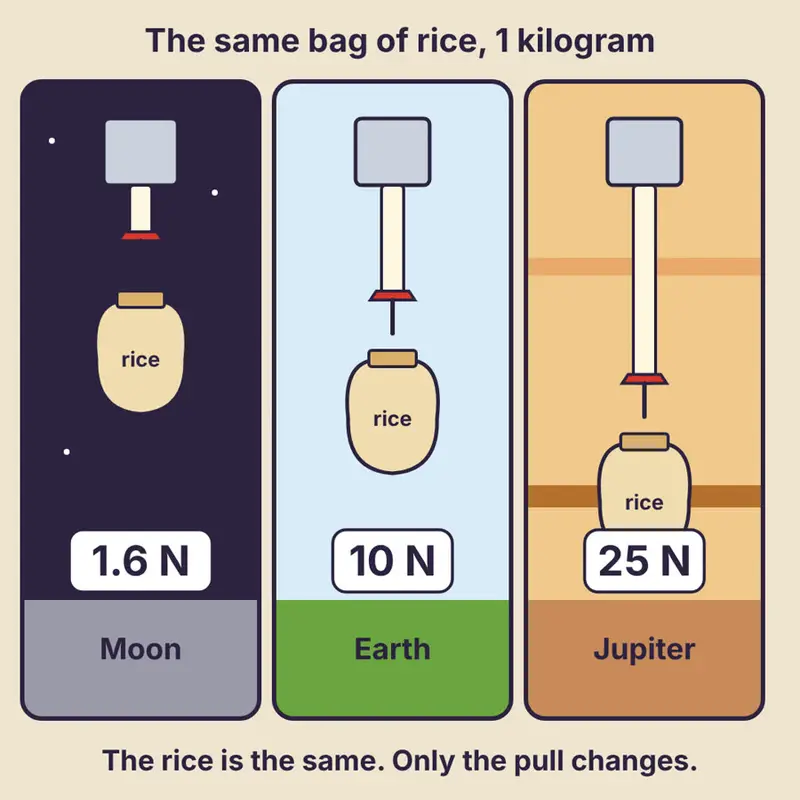 The same bag of rice, 1 kilogram
rice
1.6 N
Moon
rice
10 N
Earth
rice
25 N
Jupiter
The rice is the same. Only the pull changes.